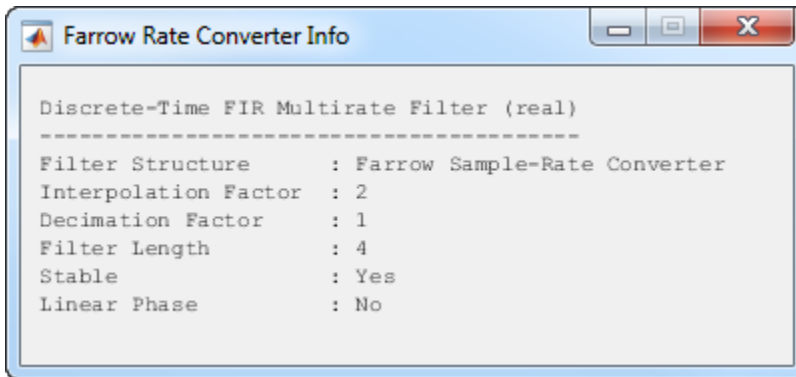 Farrow Rate Converter Info
Discrete-Time FIR Multirate Filter (real)
-----------------------------------------
Filter Structure : Farrow Sample-Rate Converter
Interpolation Factor : 2
Decimation Factor : 1
Filter Length : 4
Stable : Yes
Linear Phase : No